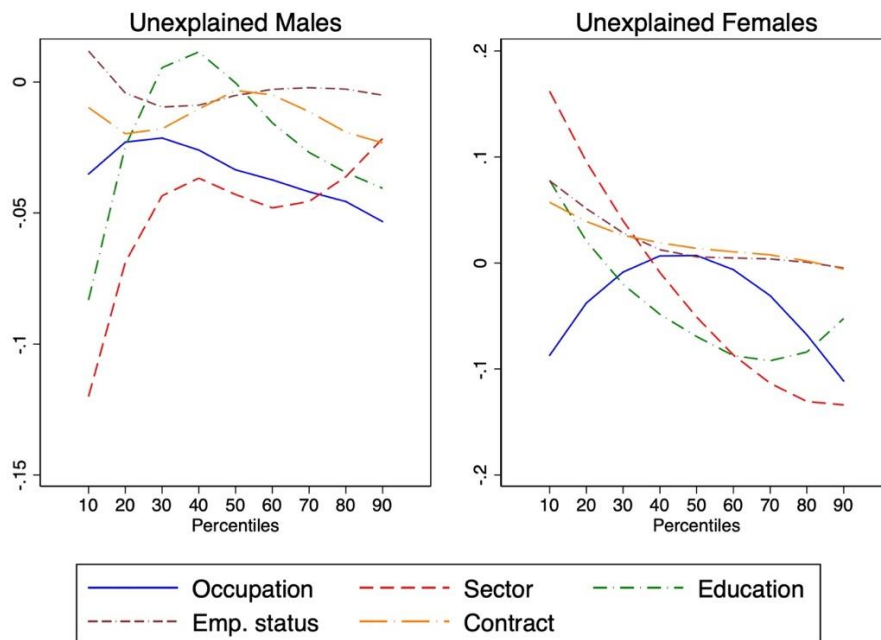 Unexplained Males
0
-.05
-.1
-.15
10 20 30 40 50 60 70 80 90
Percentiles
Unexplained Females
.2
.1
0
-.1
-.2
10 20 30 40 50 60 70 80 90
Percentiles
Occupation Sector Education
Emp. status Contract